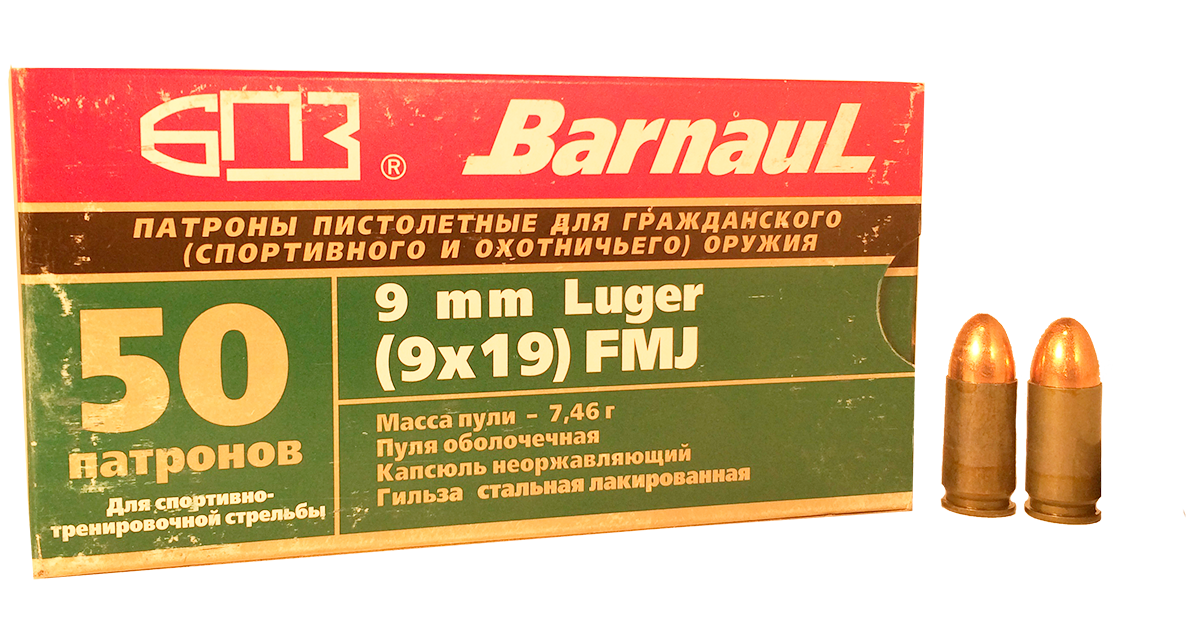 БПЗ ® Barnaul
ПАТРОНЫ ПИСТОЛЕТНЫЕ ДЛЯ ГРАЖДАНСКОГО
(СПОРТИВНОГО И ОХОТНИЧЬЕГО) ОРУЖИЯ
50
патронов
Для спортивно-
тренировочной стрельбы
9 mm Luger
(9x19) FMJ
Масса пули – 7,46 г
Пуля оболочечная
Капсюль неоржавляющий
Гильза стальная лакированная